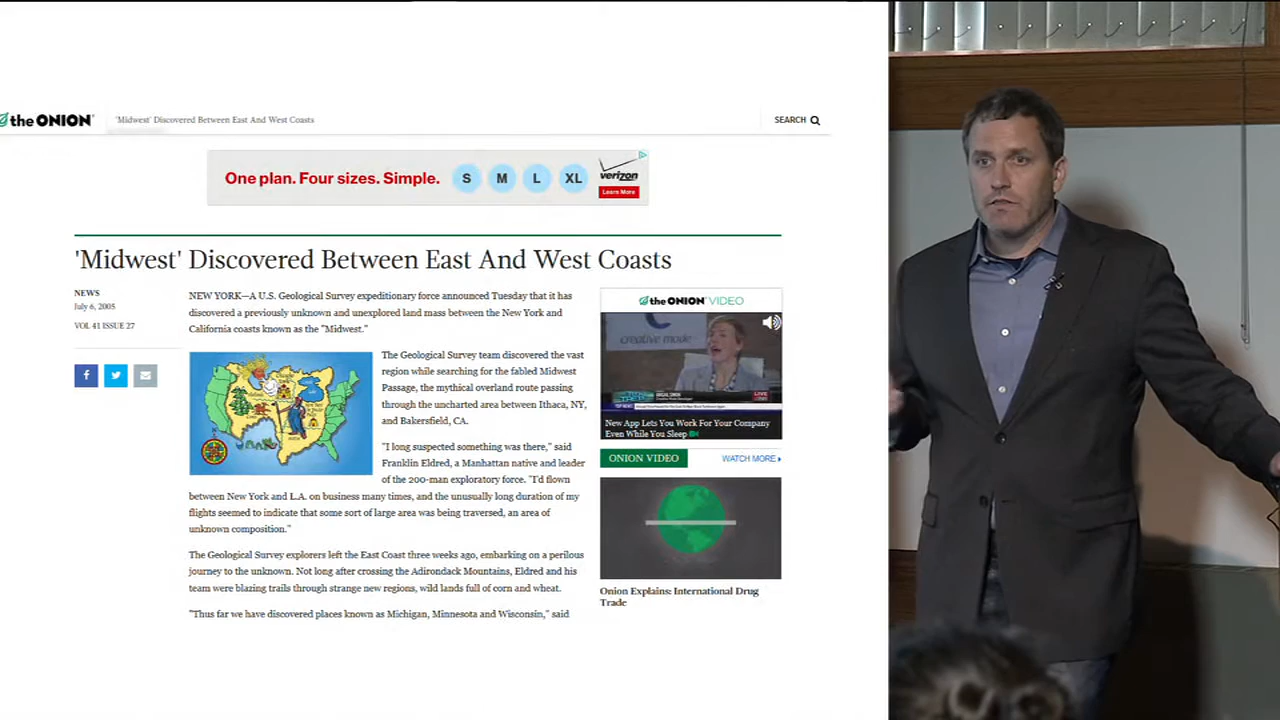 the ONION
'Midwest' Discovered Between East And West Coasts
SEARCH
One plan. Four sizes. Simple.
S M L XL
verizon
Learn More
'Midwest' Discovered Between East And West Coasts
NEWS
July 6, 2005
VOL 41 ISSUE 27
NEW YORK—A U.S. Geological Survey expeditionary force announced Tuesday that it has
discovered a previously unknown and unexplored land mass between the New York and
California coasts known as the "Midwest."
The Geological Survey team discovered the vast
region while searching for the fabled Midwest
Passage, the mythical overland route passing
through the uncharted area between Ithaca, NY,
and Bakersfield, CA.
"I long suspected something was there," said
Franklin Eldred, a Manhattan native and leader
of the 200-man exploratory force. "I'd flown
between New York and L.A. on business many times, and the unusually long duration of my
flights seemed to indicate that some sort of large area was being traversed, an area of
unknown composition."
The Geological Survey explorers left the East Coast three weeks ago, embarking on a perilous
journey to the unknown. Not long after crossing the Adirondack Mountains, Eldred and his
team were blazing trails through strange new regions, wild lands full of corn and wheat.
"Thus far we have discovered places known as Michigan, Minnesota and Wisconsin," said
the ONION VIDEO
creative mode
LIVE
New App Lets You Work For Your Company
Even While You Sleep
ONION VIDEO
WATCH MORE
Onion Explains: International Drug
Trade